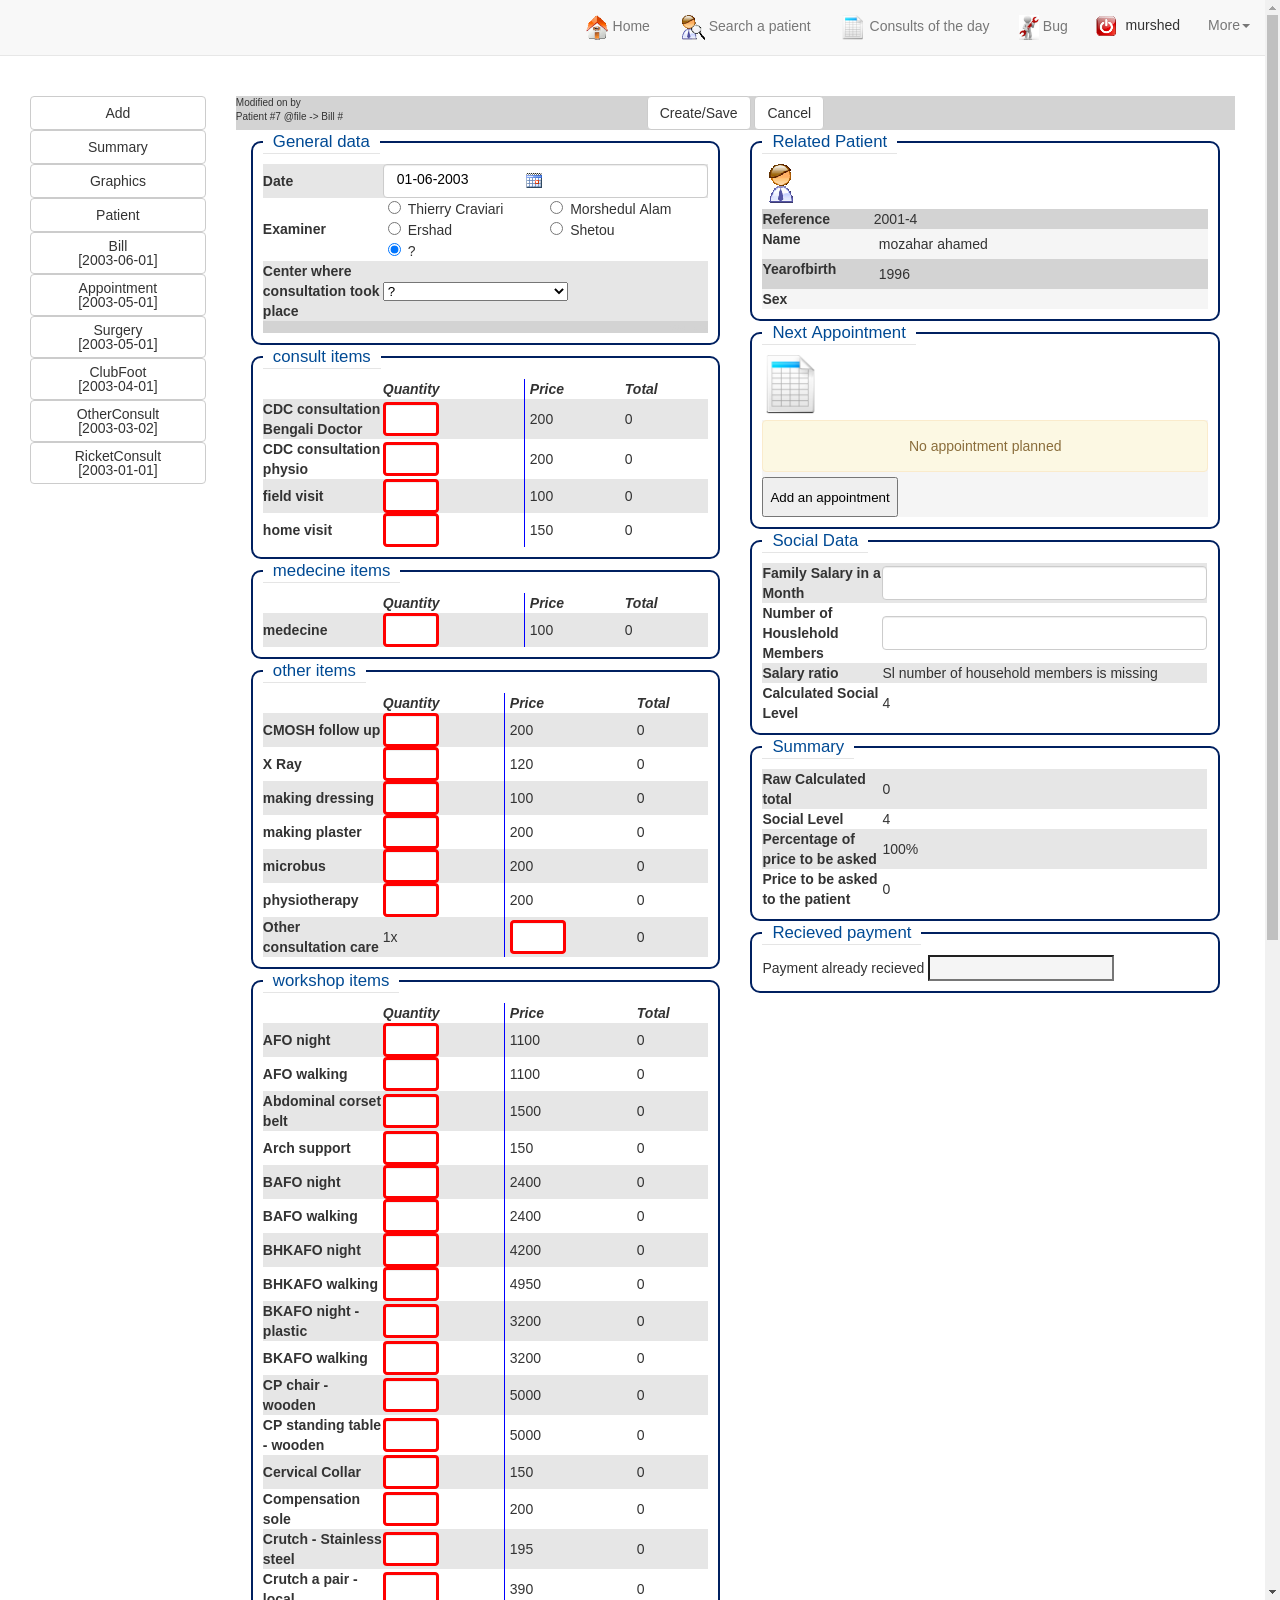 Home Search a patient Consults of the day Bug murshed More
Add
Summary
Graphics
Patient
Bill
[2003-06-01]
Appointment
[2003-05-01]
Surgery
[2003-05-01]
ClubFoot
[2003-04-01]
OtherConsult
[2003-03-02]
RicketConsult
[2003-01-01]
Modified on by
Patient #7 @file -> Bill #
Create/Save Cancel
General data
Date 01-06-2003
Examiner
Thierry Craviari Morshedul Alam
Ershad Shetou
?
Center where
consultation took
place
?
consult items
Quantity Price Total
CDC consultation
Bengali Doctor
200 0
CDC consultation
physio
200 0
field visit 100 0
home visit 150 0
medecine items
Quantity Price Total
medecine 100 0
other items
Quantity Price Total
CMOSH follow up 200 0
X Ray 120 0
making dressing 100 0
making plaster 200 0
microbus 200 0
physiotherapy 200 0
Other
consultation care
1x 0
workshop items
Quantity Price Total
AFO night 1100 0
AFO walking 1100 0
Abdominal corset
belt
1500 0
Arch support 150 0
BAFO night 2400 0
BAFO walking 2400 0
BHKAFO night 4200 0
BHKAFO walking 4950 0
BKAFO night -
plastic
3200 0
BKAFO walking 3200 0
CP chair -
wooden
5000 0
CP standing table
- wooden
5000 0
Cervical Collar 150 0
Compensation
sole
200 0
Crutch - Stainless
steel
195 0
Crutch a pair -
local
390 0
Related Patient
Reference 2001-4
Name mozahar ahamed
Yearofbirth 1996
Sex
Next Appointment
No appointment planned
Add an appointment
Social Data
Family Salary in a
Month
Number of
Houslehold
Members
Salary ratio Sl number of household members is missing
Calculated Social
Level
4
Summary
Raw Calculated
total
0
Social Level 4
Percentage of
price to be asked
100%
Price to be asked
to the patient
0
Recieved payment
Payment already recieved